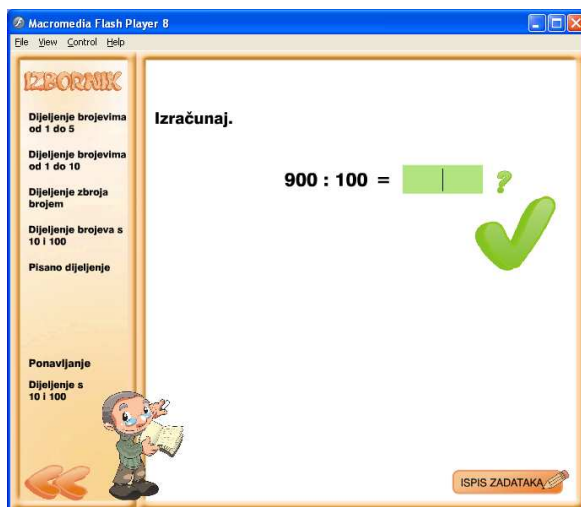 Macromedia Flash Player 8
File View Control Help
IZBORNIK
Dijeljenje brojevima
od 1 do 5
Dijeljenje brojevima
od 1 do 10
Dijeljenje zbroja
brojem
Dijeljenje brojeva s
10 i 100
Pisano dijeljenje
Ponavljanje
Dijeljenje s
10 i 100
Izračunaj.
900 : 100 = ?
ISPIS ZADATAKA